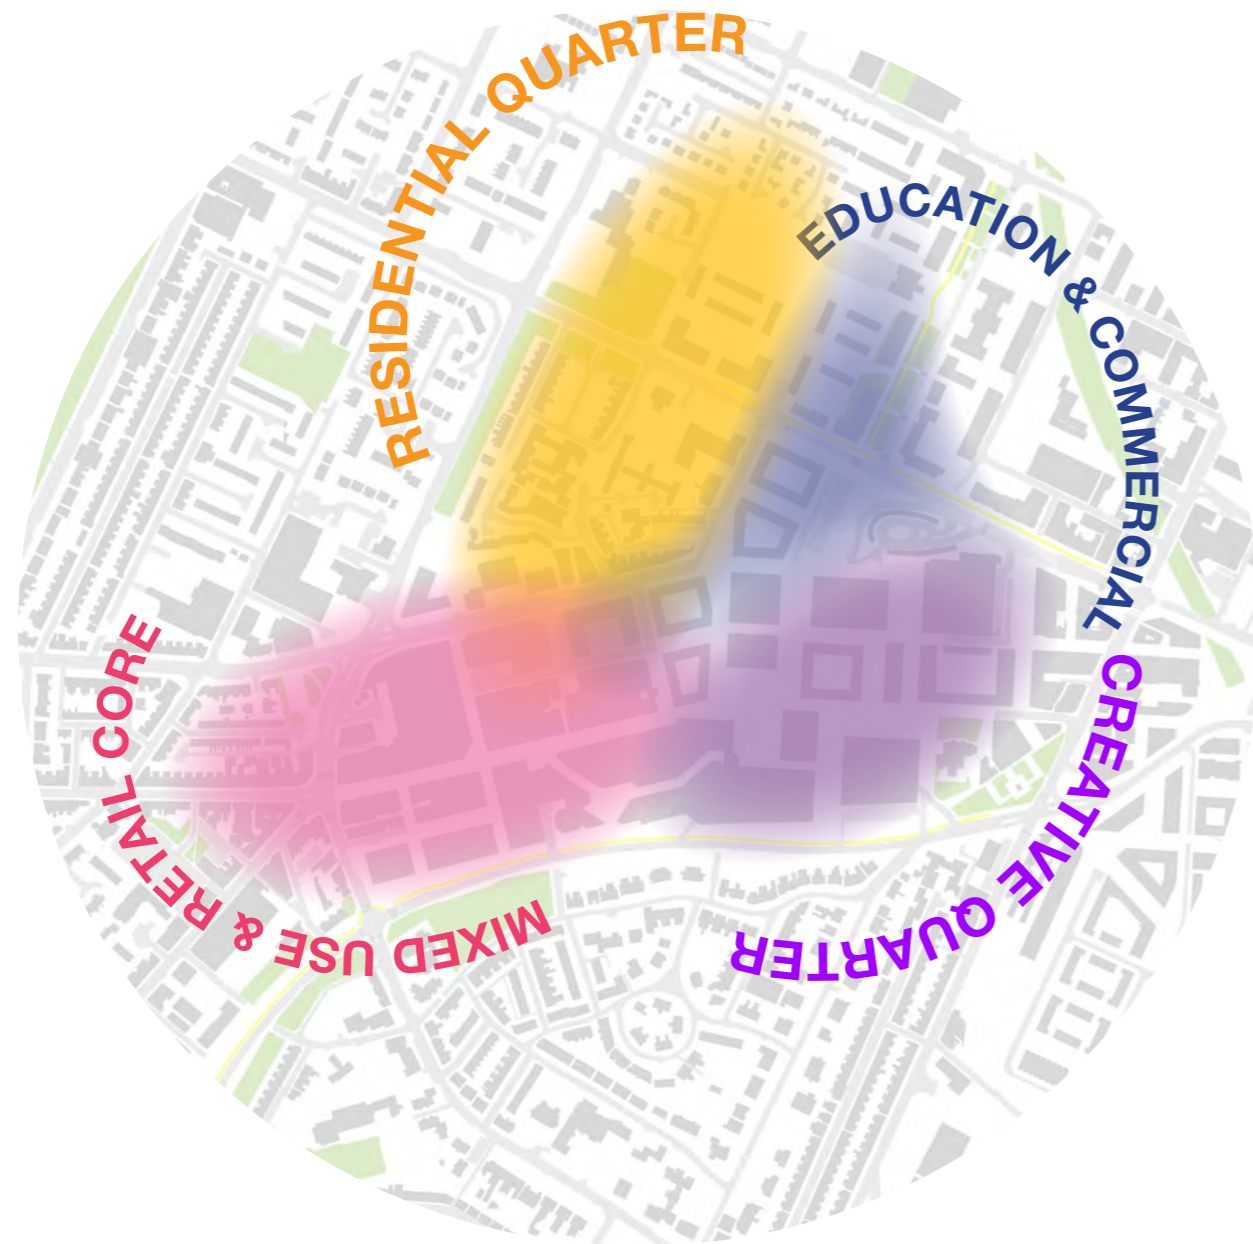 RESIDENTIAL QUARTER
EDUCATION & COMMERCIAL
CREATIVE QUARTER
MIXED USE & RETAIL CORE